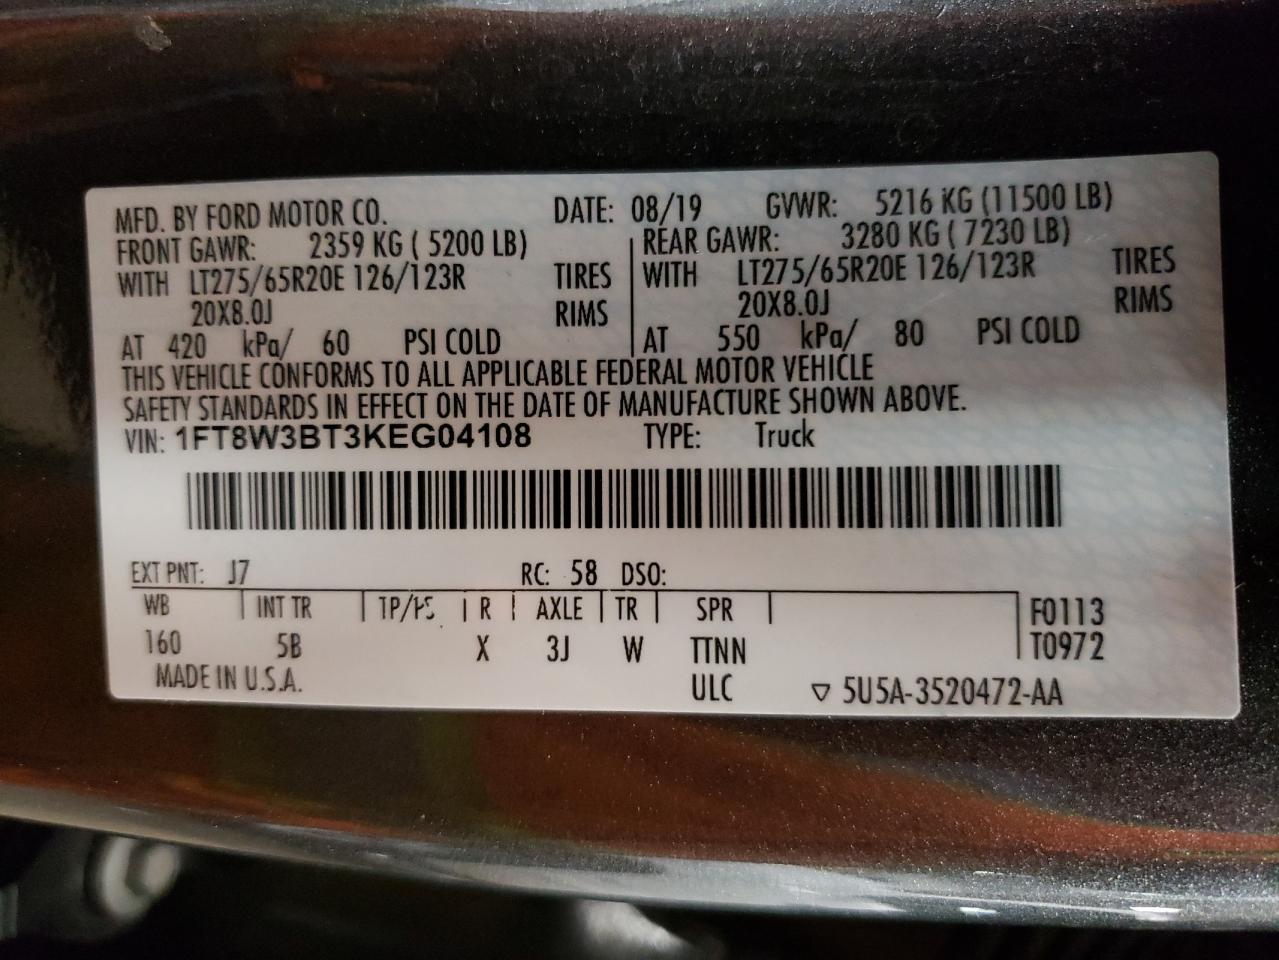 MFD. BY FORD MOTOR CO. DATE: 08/19 GVWR: 5216 KG (11500 LB)
FRONT GAWR: 2359 KG ( 5200 LB) REAR GAWR: 3280 KG ( 7230 LB)
WITH LT275/65R20E 126/123R TIRES WITH LT275/65R20E 126/123R TIRES
20X8.0J RIMS 20X8.0J RIMS
AT 420 kPa/ 60 PSI COLD AT 550 kPa/ 80 PSI COLD
THIS VEHICLE CONFORMS TO ALL APPLICABLE FEDERAL MOTOR VEHICLE
SAFETY STANDARDS IN EFFECT ON THE DATE OF MANUFACTURE SHOWN ABOVE.
VIN: 1FT8W3BT3KEG04108 TYPE: Truck
EXT PNT: J7 RC: 58 DSO:
WB INT TR TP/PS R AXLE TR SPR F0113
160 5B X 3J W TTNN T0972
MADE IN U.S.A. ULC ▽ 5U5A-3520472-AA